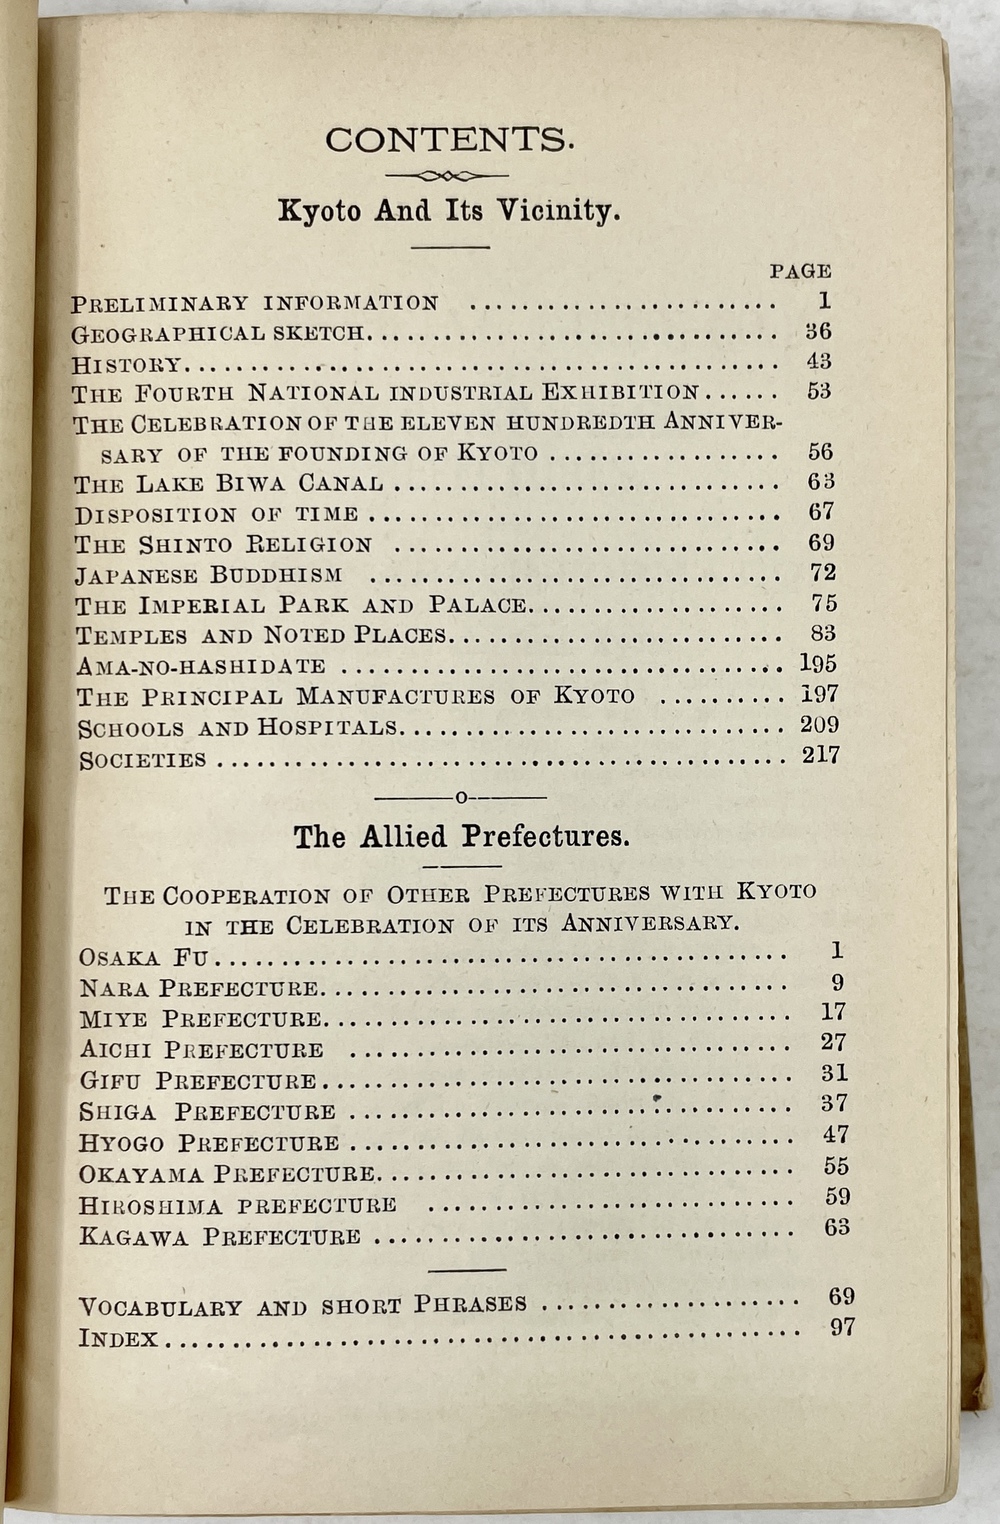 CONTENTS.
Kyoto And Its Vicinity.
PAGE
PRELIMINARY INFORMATION ....................... 1
GEOGRAPHICAL SKETCH............................... 36
HISTORY............................................. 43
THE FOURTH NATIONAL INDUSTRIAL EXHIBITION...... 53
THE CELEBRATION OF THE ELEVEN HUNDREDTH ANNIVER-
SARY OF THE FOUNDING OF KYOTO .................. 56
THE LAKE BIWA CANAL ............................. 63
DISPOSITION OF TIME ............................... 67
THE SHINTO RELIGION ............................. 69
JAPANESE BUDDHISM ............................... 72
THE IMPERIAL PARK AND PALACE.................... 75
TEMPLES AND NOTED PLACES......................... 83
AMA-NO-HASHIDATE ................................. 195
THE PRINCIPAL MANUFACTURES OF KYOTO .......... 197
SCHOOLS AND HOSPITALS............................. 209
SOCIETIES ........................................... 217
o
The Allied Prefectures.
THE COOPERATION OF OTHER PREFECTURES WITH KYOTO
IN THE CELEBRATION OF ITS ANNIVERSARY.
OSAKA FU........................................... 1
NARA PREFECTURE................................... 9
MIYE PREFECTURE................................... 17
AICHI PREFECTURE ................................. 27
GIFU PREFECTURE................................... 31
SHIGA PREFECTURE ................................. 37
HYOGO PREFECTURE ................................. 47
OKAYAMA PREFECTURE............................... 55
HIROSHIMA PREFECTURE ............................ 59
KAGAWA PREFECTURE ................................ 63
VOCABULARY AND SHORT PHRASES .................... 69
INDEX............................................... 97